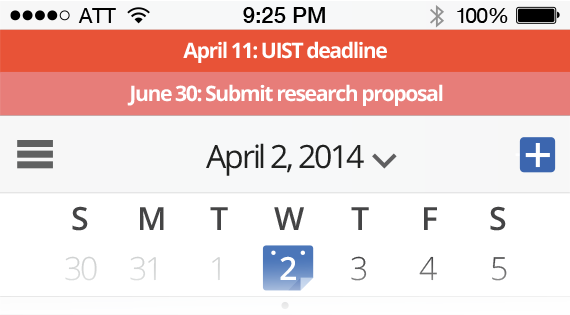 ATT 9:25 PM 100%
April 11: UIST deadline
June 30: Submit research proposal
April 2, 2014
S M T W T F S
30 31 1 2 3 4 5